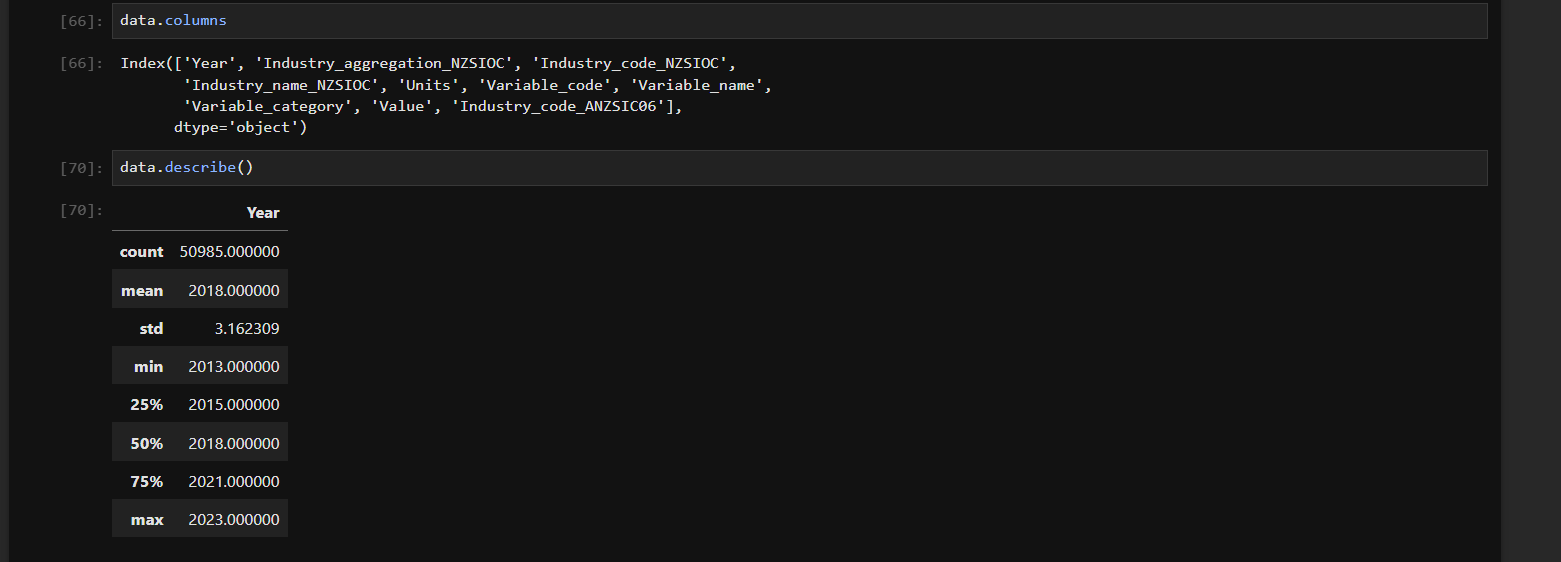 [66]: data.columns
[66]: Index(['Year', 'Industry_aggregation_NZSIOC', 'Industry_code_NZSIOC',
'Industry_name_NZSIOC', 'Units', 'Variable_code', 'Variable_name',
'Variable_category', 'Value', 'Industry_code_ANZSIC06'],
dtype='object')
[70]: data.describe()
[70]: Year
count 50985.000000
mean 2018.000000
std 3.162309
min 2013.000000
25% 2015.000000
50% 2018.000000
75% 2021.000000
max 2023.000000